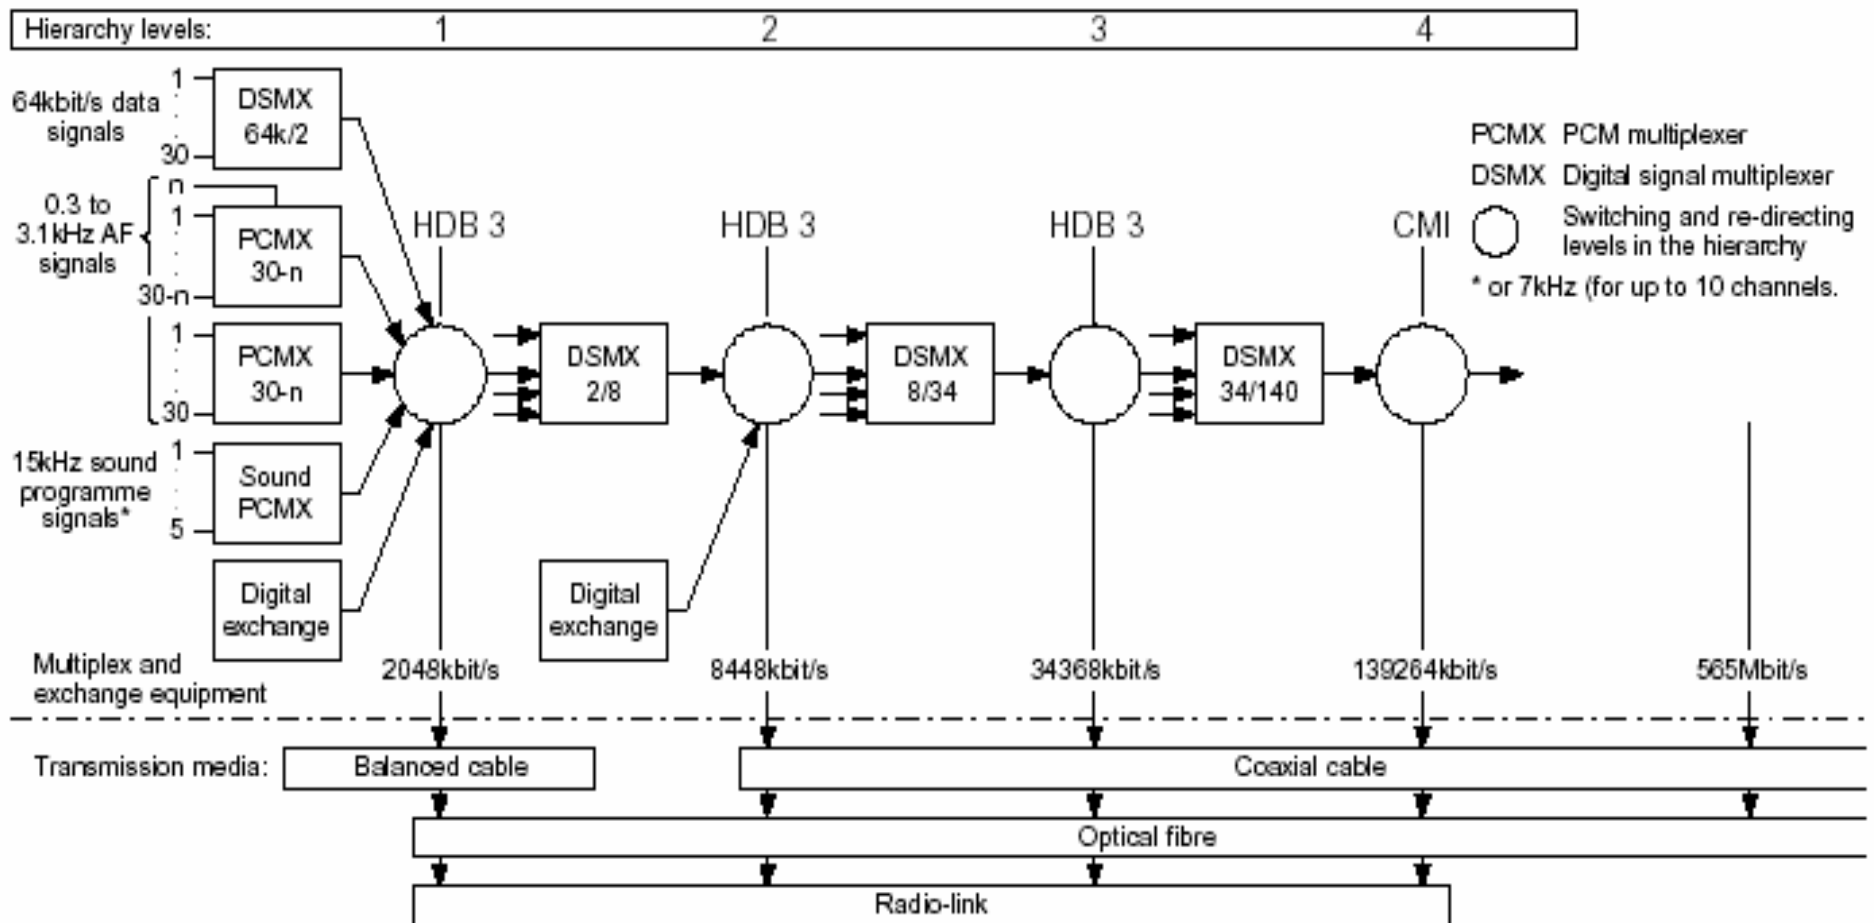 Hierarchy levels: 1 2 3 4
64kbit/s data
signals
1
30
DSMX
64k/2
0.3 to
3.1kHz AF
signals
n
1
30-n
PCMX
30-n
1
30
PCMX
30-n
15kHz sound
programme
signals*
1
5
Sound
PCMX
Digital
exchange
HDB 3
DSMX
2/8
HDB 3
Digital
exchange
DSMX
8/34
HDB 3
DSMX
34/140
CMI
PCMX PCM multiplexer
DSMX Digital signal multiplexer
Switching and re-directing
levels in the hierarchy
* or 7kHz (for up to 10 channels.
Multiplex and
exchange equipment
2048kbit/s 8448kbit/s 34368kbit/s 139264kbit/s 565Mbit/s
Transmission media: Balanced cable Coaxial cable
Optical fibre
Radio-link